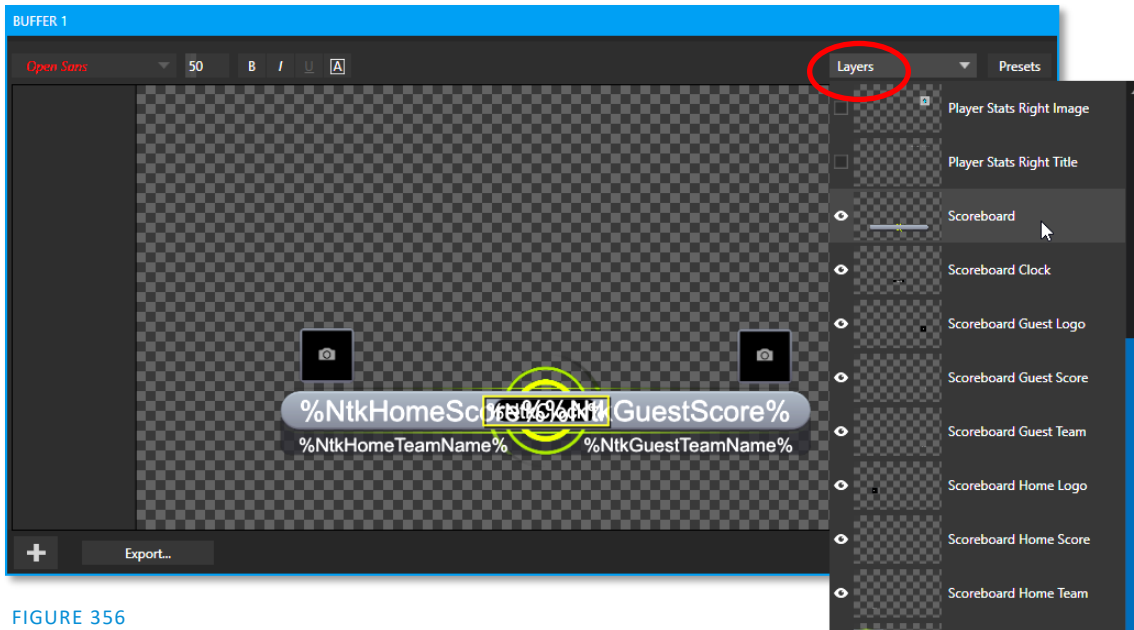 BUFFER 1
Open Sans 50 B I U A Layers Presets
Player Stats Right Image
Player Stats Right Title
Scoreboard
Scoreboard Clock
Scoreboard Guest Logo
Scoreboard Guest Score
Scoreboard Guest Team
Scoreboard Home Logo
Scoreboard Home Score
Scoreboard Home Team
%NtkHomeSco GuestScore%
%NtkHomeTeamName% %NtkGuestTeamName%
Export...
FIGURE 356